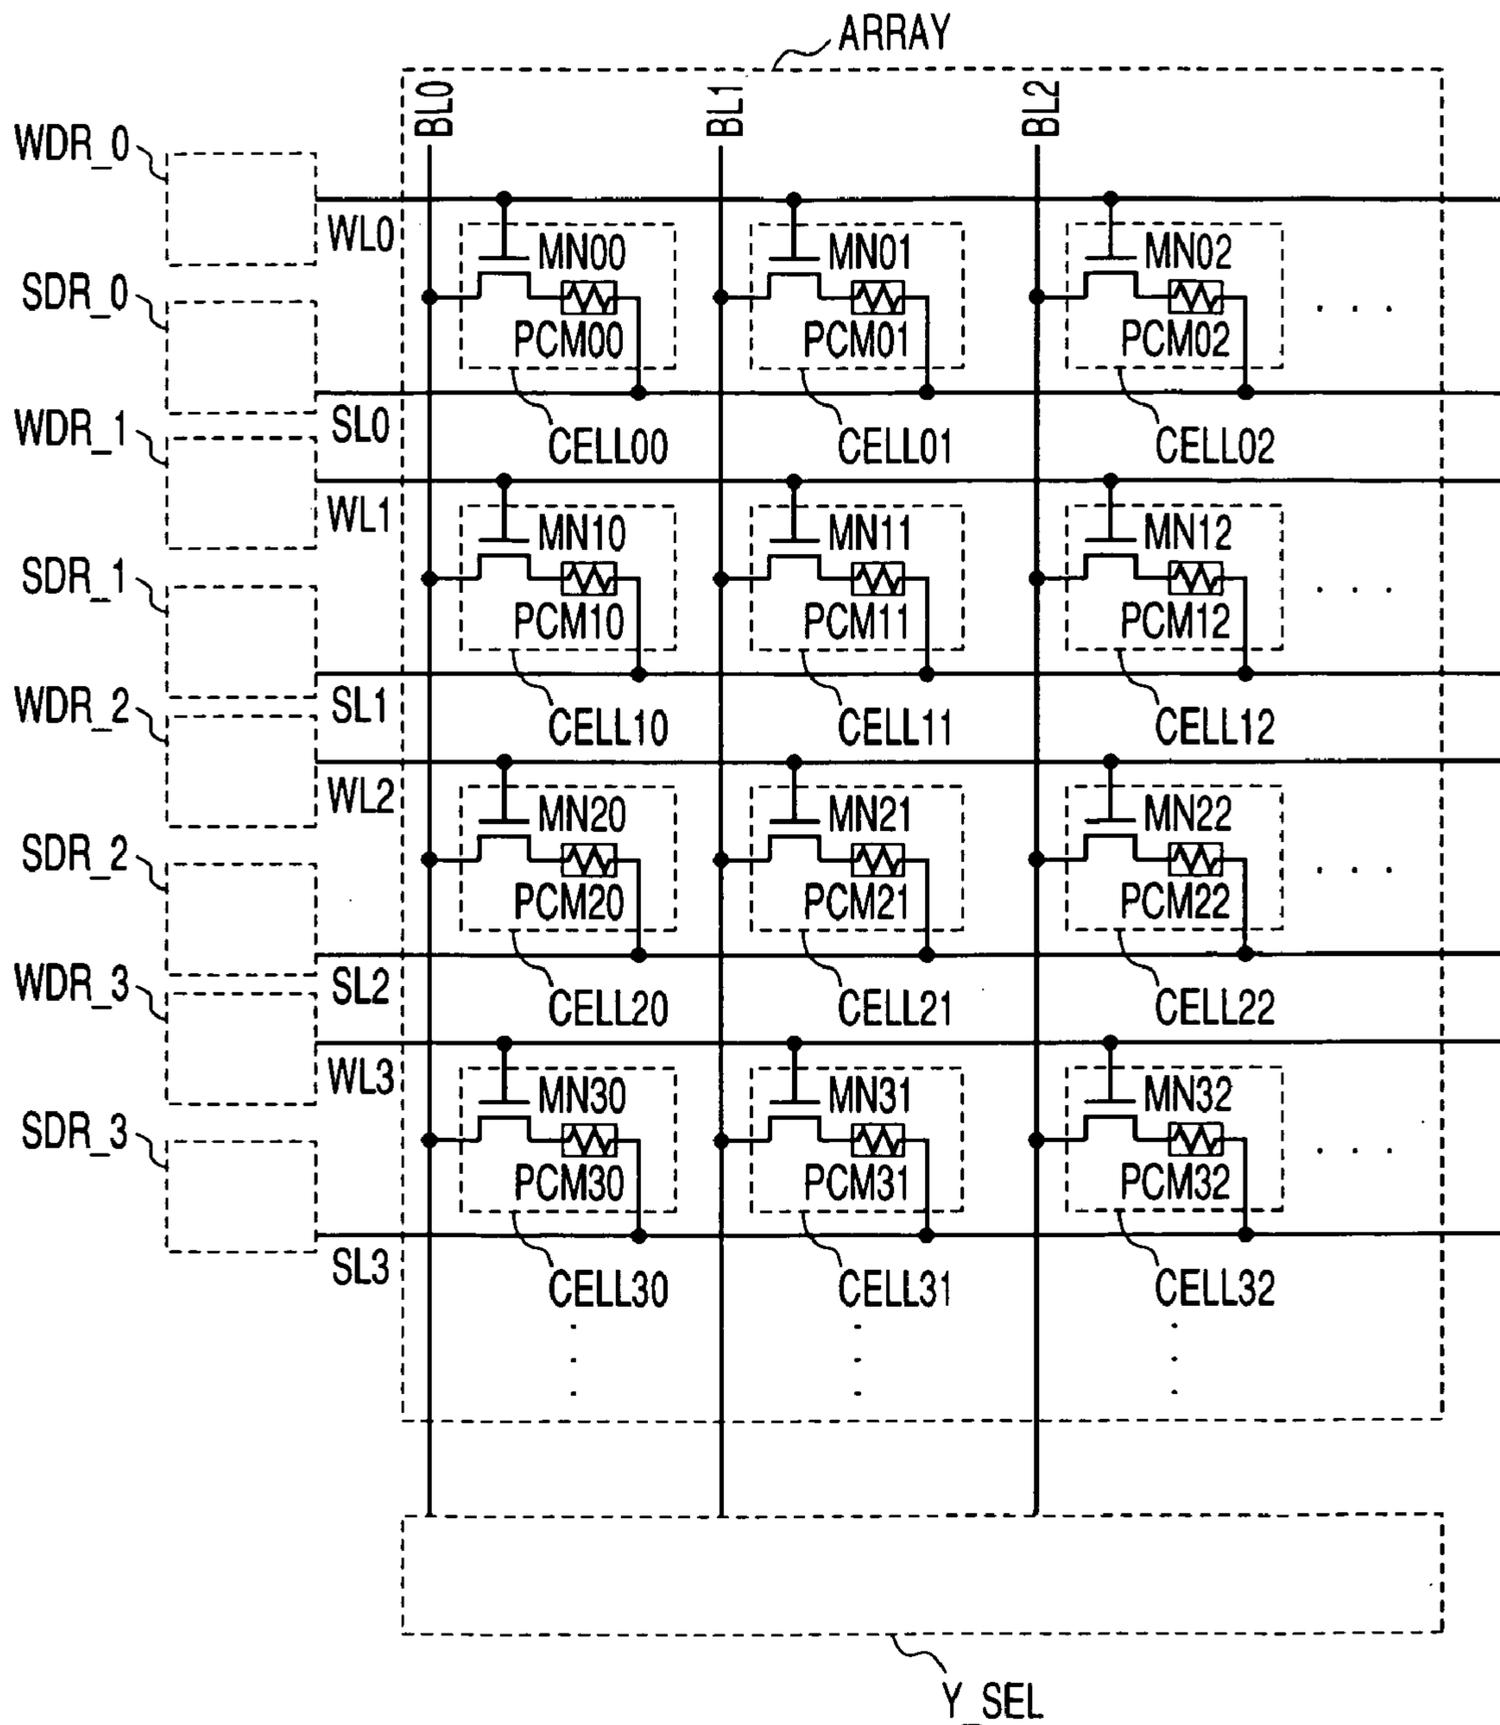 ARRAY
BL0
BL1
BL2
WDR_0
WL0
MN00
MN01
MN02
SDR_0
PCM00
PCM01
PCM02
. . .
SL0
WDR_1
CELL00
CELL01
CELL02
WL1
MN10
MN11
MN12
SDR_1
PCM10
PCM11
PCM12
. . .
SL1
WDR_2
CELL10
CELL11
CELL12
WL2
MN20
MN21
MN22
SDR_2
PCM20
PCM21
PCM22
. . .
SL2
WDR_3
CELL20
CELL21
CELL22
WL3
MN30
MN31
MN32
SDR_3
PCM30
PCM31
PCM32
. . .
SL3
CELL30
CELL31
CELL32
Y_SEL